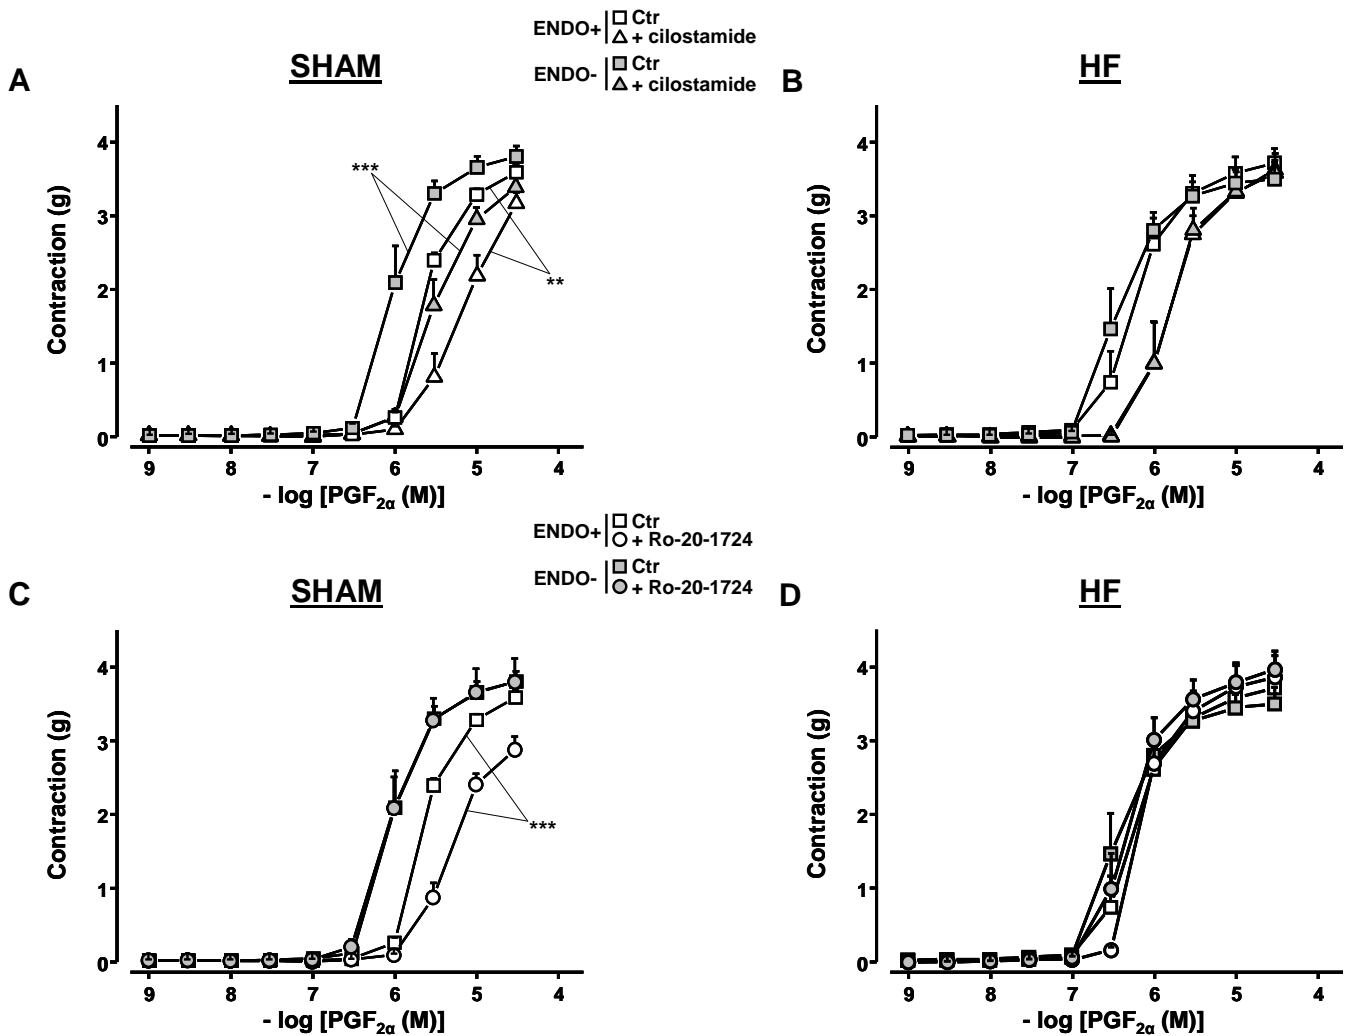 ENDO+ Ctr
+ cilostamide
ENDO- Ctr
+ cilostamide
A
SHAM
B
HF
4
3
2
1
0
Contraction (g)
***
**
9 8 7 6 5 4
- log [PGF2α (M)]
4
3
2
1
0
Contraction (g)
9 8 7 6 5 4
- log [PGF2α (M)]
ENDO+ Ctr
+ Ro-20-1724
ENDO- Ctr
+ Ro-20-1724
C
SHAM
D
HF
4
3
2
1
0
Contraction (g)
***
9 8 7 6 5 4
- log [PGF2α (M)]
4
3
2
1
0
Contraction (g)
9 8 7 6 5 4
- log [PGF2α (M)]